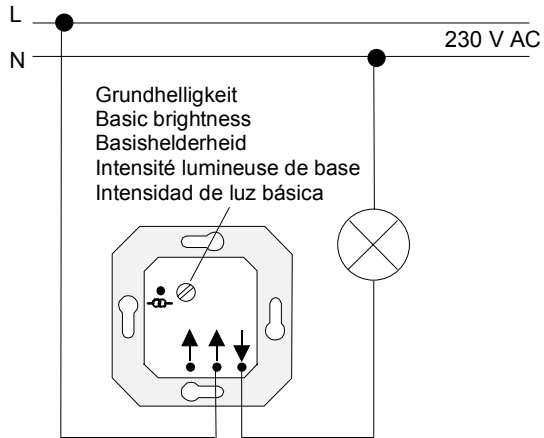 L
230 V AC
N
Grundhelligkeit
Basic brightness
Basishelderheid
Intensité lumineuse de base
Intensidad de luz básica